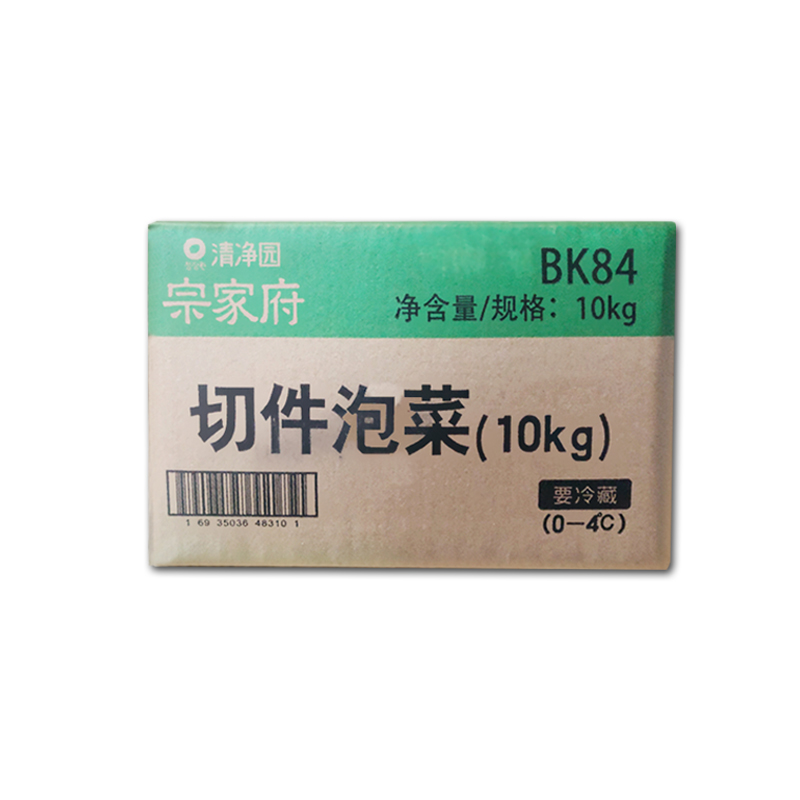 清净园
宗家府
BK84
净含量/规格：10kg
切件泡菜(10kg)
1 69 35036 48310 1
要冷藏
(0-4℃)